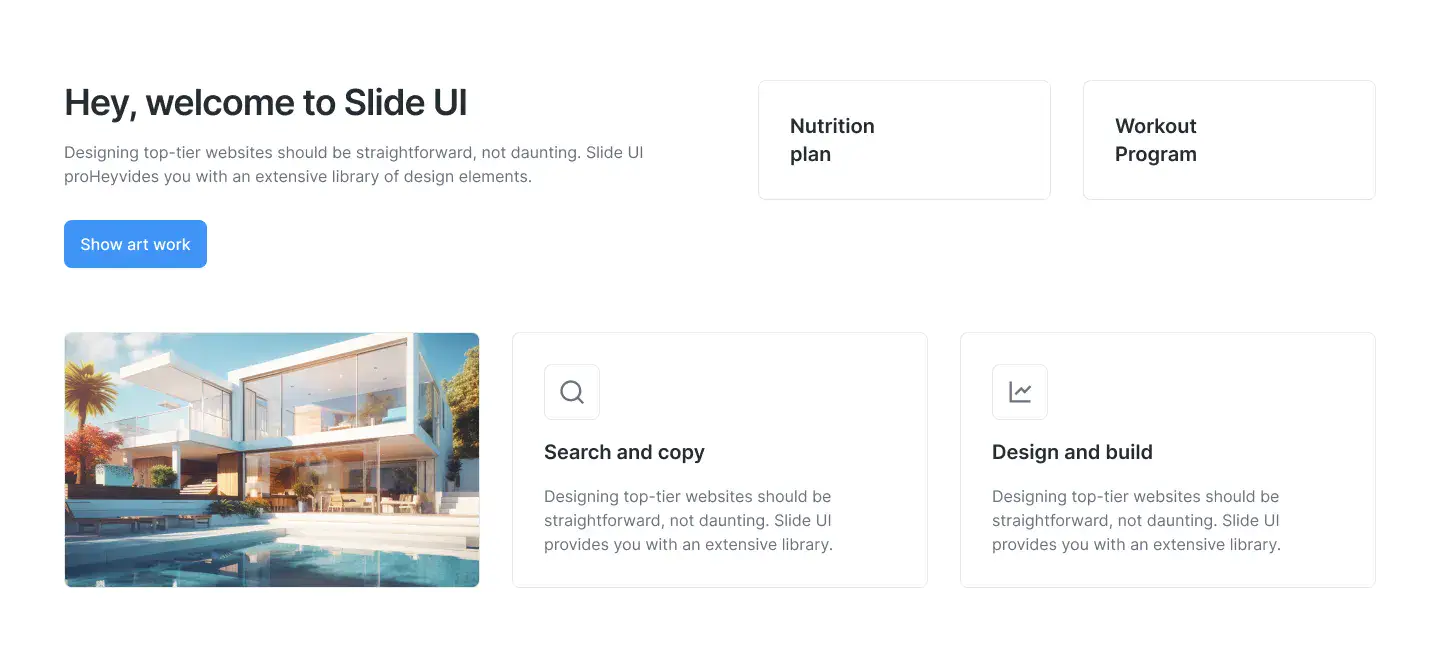 Hey, welcome to Slide UI
Designing top-tier websites should be straightforward, not daunting. Slide UI
proHeyvides you with an extensive library of design elements.
Show art work
Nutrition
plan
Workout
Program
Search and copy
Designing top-tier websites should be
straightforward, not daunting. Slide UI
provides you with an extensive library.
Design and build
Designing top-tier websites should be
straightforward, not daunting. Slide UI
provides you with an extensive library.